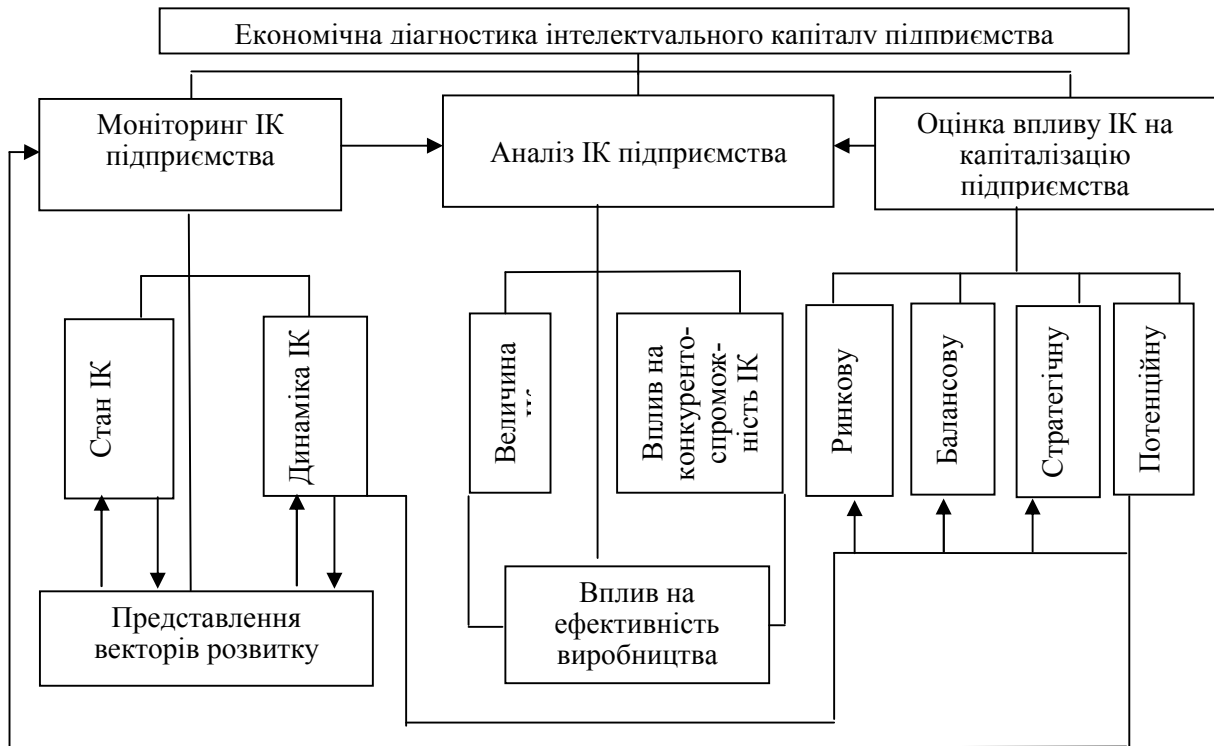 Економічна діагностика інтелектуального капіталу підприємства
Моніторинг ІК
підприємства
Аналіз ІК підприємства
Оцінка впливу ІК на
капіталізацію
підприємства
Стан ІК
Динаміка ІК
Величина
Вплив на
конкуренто-
спромож-
ність ІК
Ринкову
Балансову
Стратегічну
Потенційну
Представлення
векторів розвитку
Вплив на
ефективність
виробництва